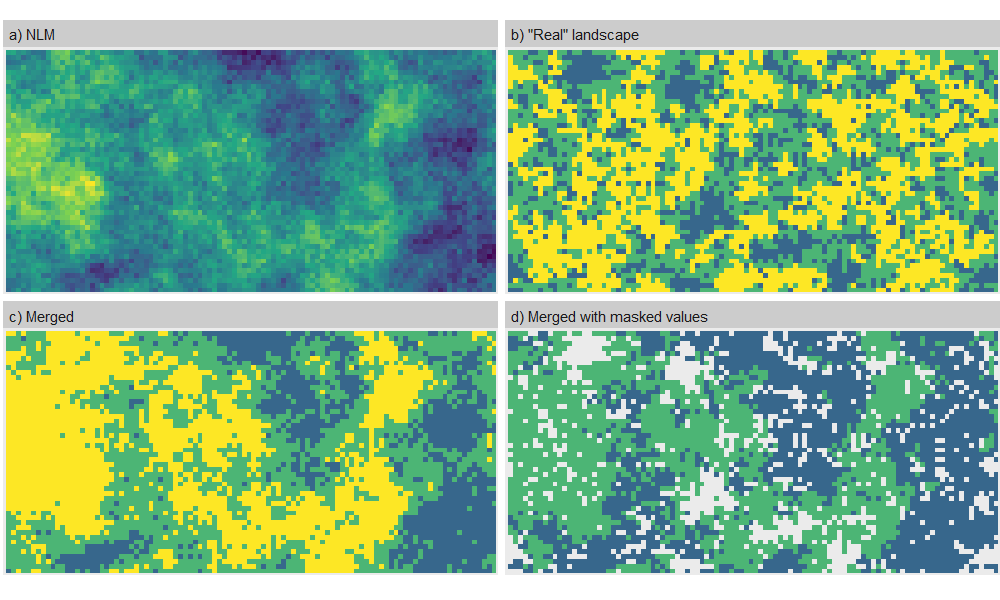 a) NLM
b) "Real" landscape
c) Merged
d) Merged with masked values